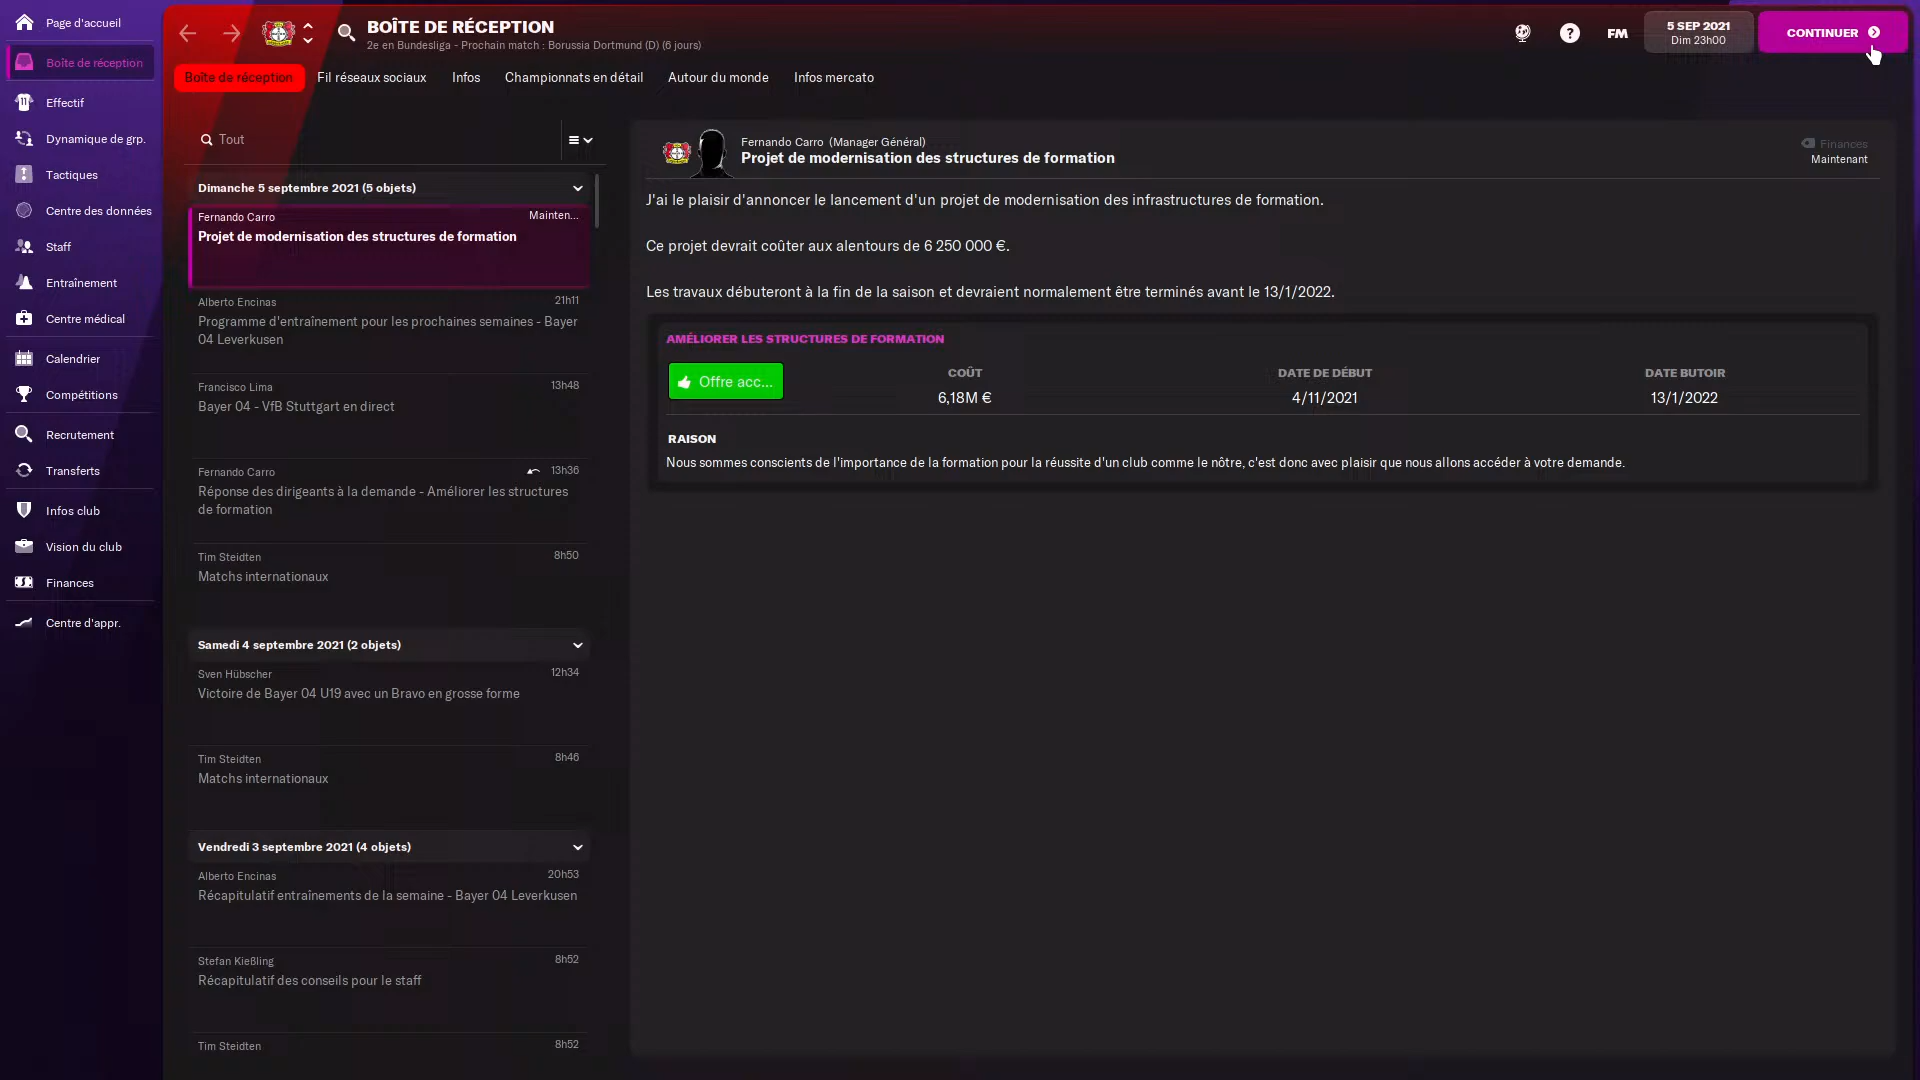 Page d'accueil
Boîte de réception
Effectif
Dynamique de grp.
Tactiques
Centre des données
Staff
Entraînement
Centre médical
Calendrier
Compétitions
Recrutement
Transferts
Infos club
Vision du club
Finances
Centre d'appr.
BOÎTE DE RÉCEPTION
2e en Bundesliga - Prochain match : Borussia Dortmund (D) (6 jours)
FM
5 SEP 2021
Dim 23h00
CONTINUER
Boîte de réception
Fil réseaux sociaux
Infos
Championnats en détail
Autour du monde
Infos mercato
Tout
Dimanche 5 septembre 2021 (5 objets)
Fernando Carro
Mainten...
Projet de modernisation des structures de formation
Alberto Encinas
21h11
Programme d'entraînement pour les prochaines semaines - Bayer
04 Leverkusen
Francisco Lima
13h48
Bayer 04 - VfB Stuttgart en direct
Fernando Carro
13h36
Réponse des dirigeants à la demande - Améliorer les structures
de formation
Tim Steidten
8h50
Matchs internationaux
Samedi 4 septembre 2021 (2 objets)
Sven Hübscher
12h34
Victoire de Bayer 04 U19 avec un Bravo en grosse forme
Tim Steidten
8h46
Matchs internationaux
Vendredi 3 septembre 2021 (4 objets)
Alberto Encinas
20h53
Récapitulatif entraînements de la semaine - Bayer 04 Leverkusen
Stefan Kießling
8h52
Récapitulatif des conseils pour le staff
Tim Steidten
8h52
Fernando Carro (Manager Général)
Projet de modernisation des structures de formation
Finances
Maintenant
J'ai le plaisir d'annoncer le lancement d'un projet de modernisation des infrastructures de formation.
Ce projet devrait coûter aux alentours de 6 250 000 €.
Les travaux débuteront à la fin de la saison et devraient normalement être terminés avant le 13/1/2022.
AMÉLIORER LES STRUCTURES DE FORMATION
Offre acc...
COÛT
6,18M €
DATE DE DÉBUT
4/11/2021
DATE BUTOIR
13/1/2022
RAISON
Nous sommes conscients de l'importance de la formation pour la réussite d'un club comme le nôtre, c'est donc avec plaisir que nous allons accéder à votre demande.